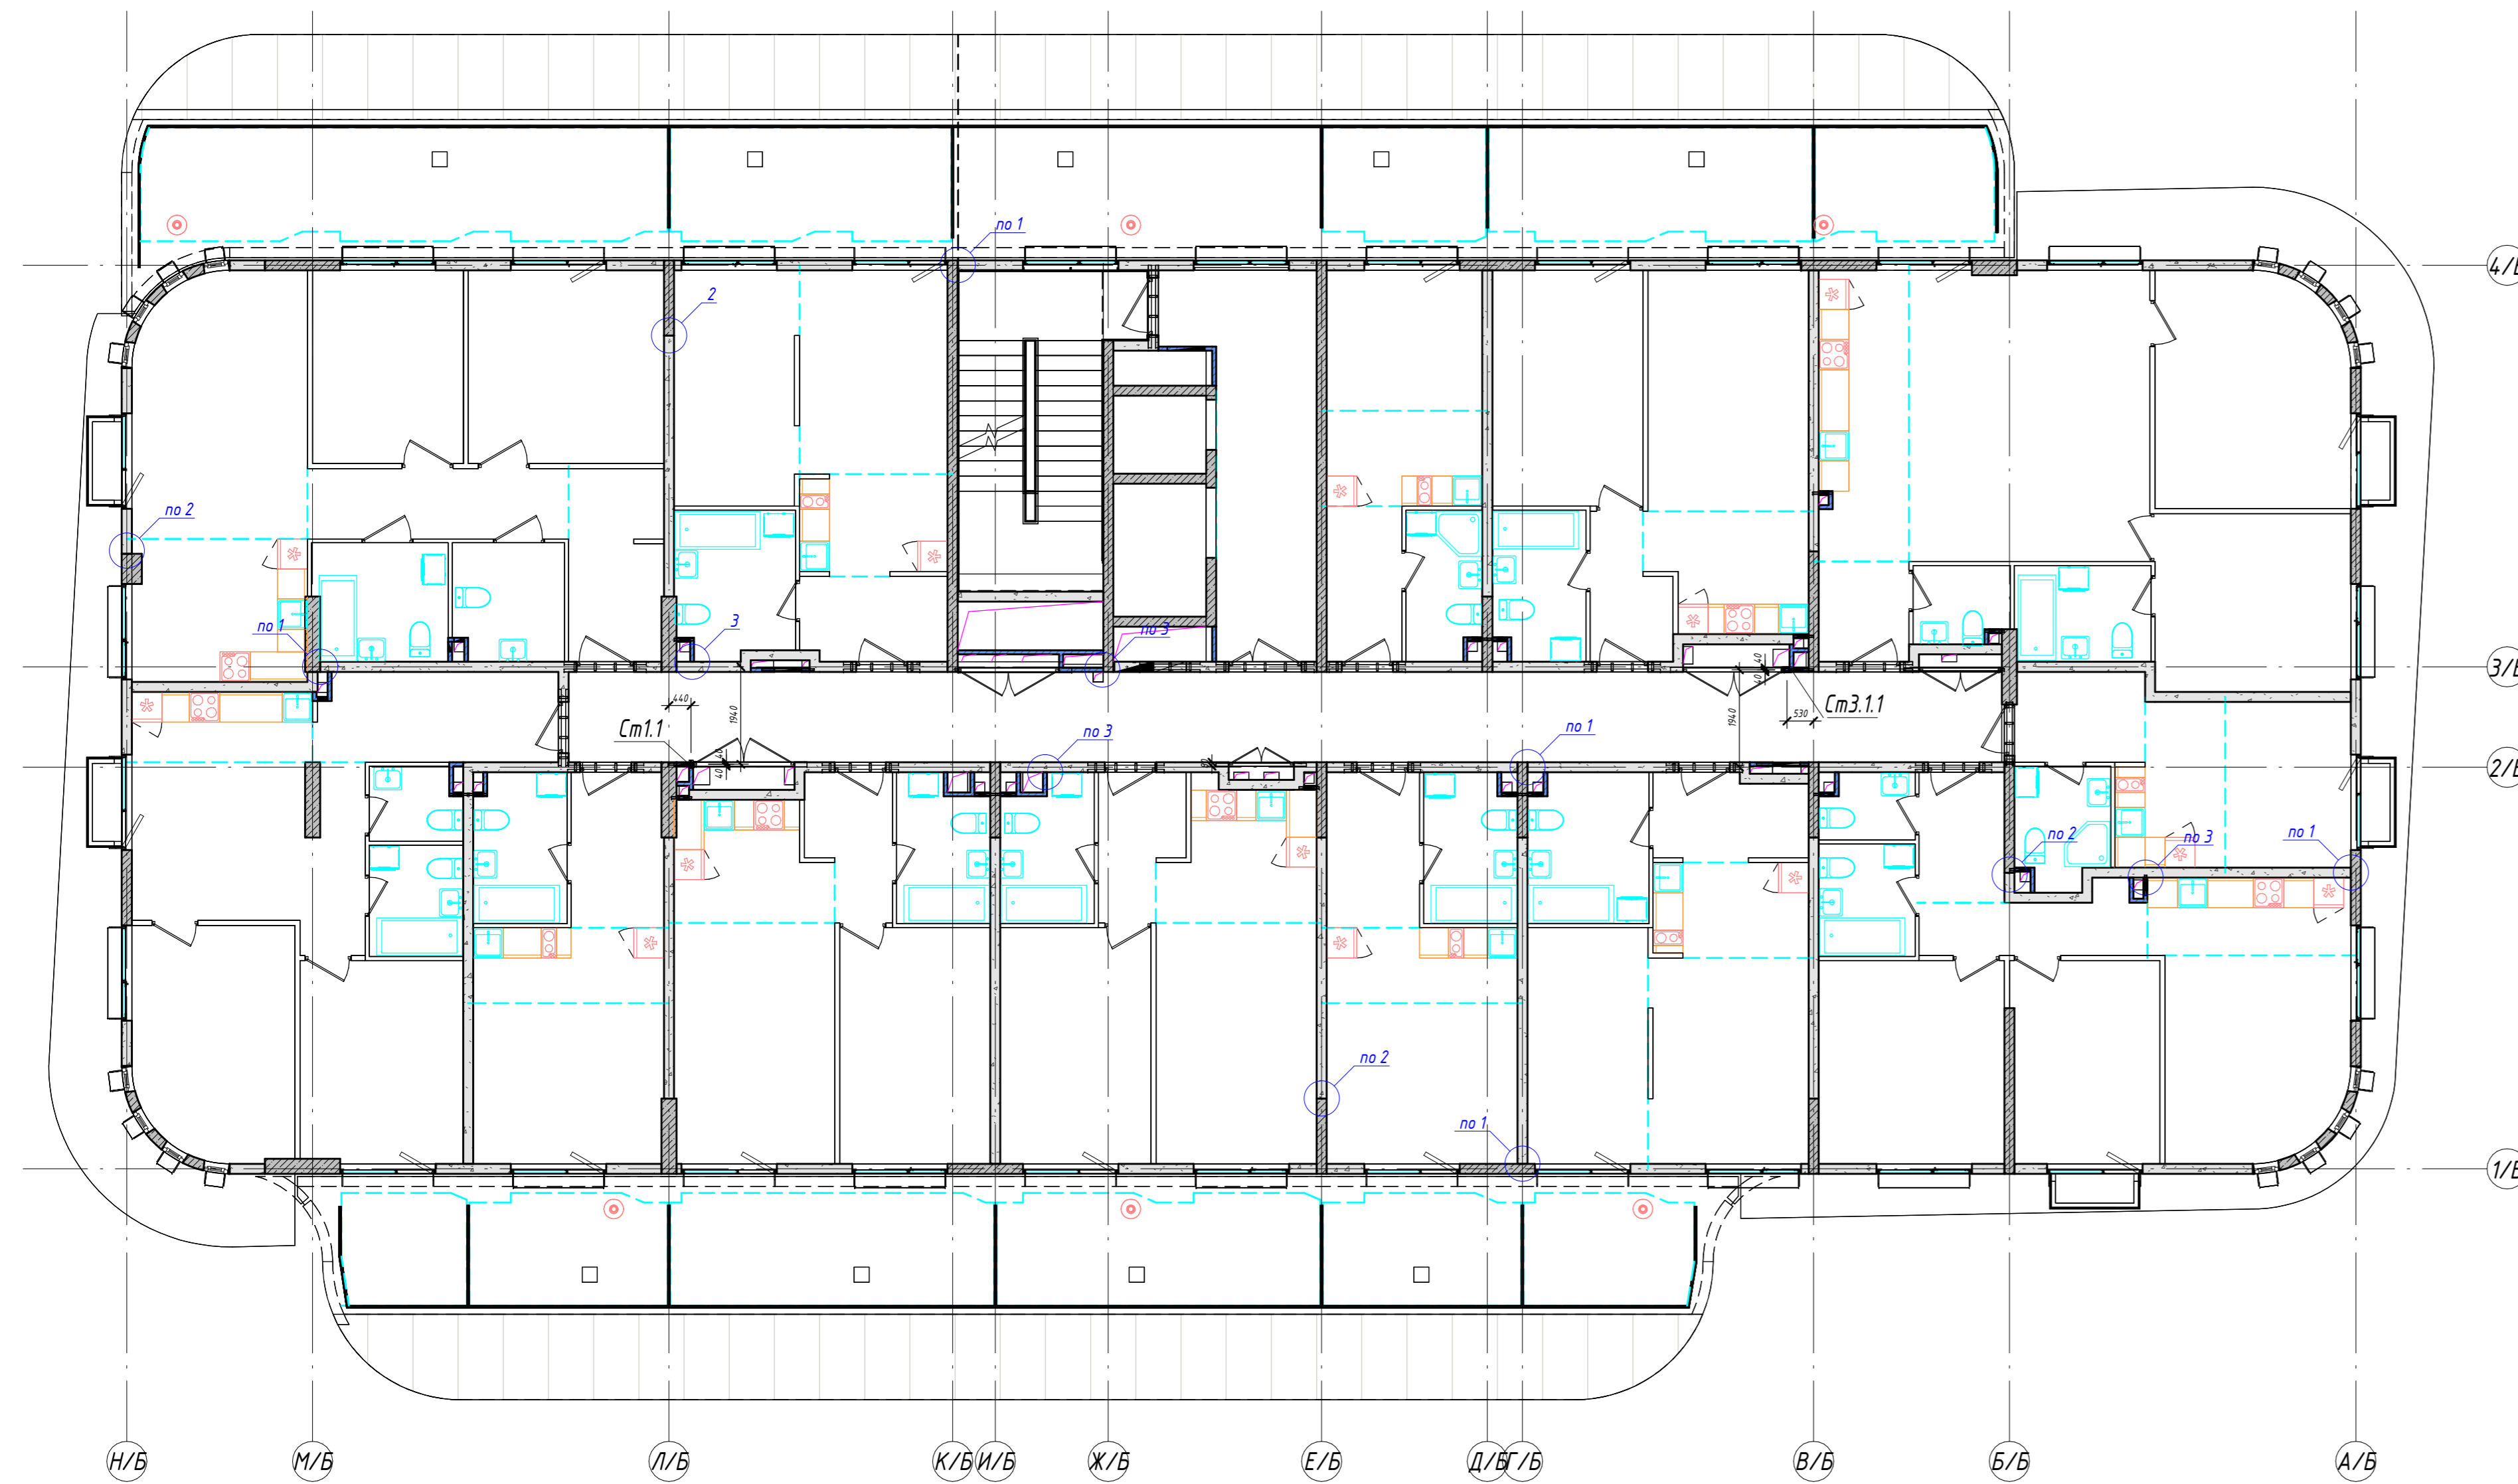 по 1
4/Б
2
по 2
3
по 1
по 3
3/Б
440
1940
40
40
Ст3.1.1
530
1940
Ст1.1
по 3
по 1
40
40
2/Б
по 2
по 3
по 1
по 2
по 1
1/Б
Н/Б
М/Б
Л/Б
К/Б
И/Б
Ж/Б
Е/Б
Д/Б
Г/Б
В/Б
Б/Б
А/Б